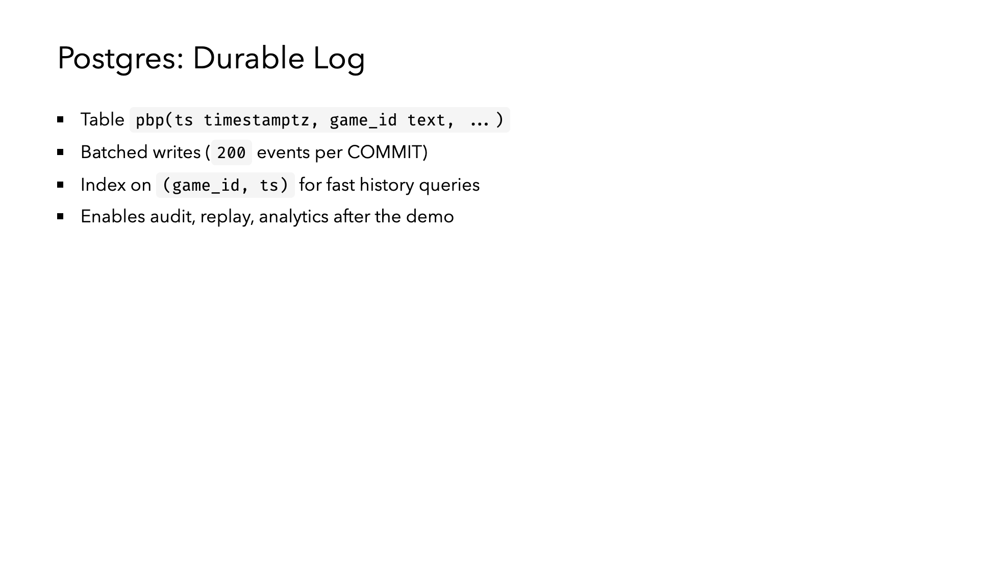 Postgres: Durable Log
Table pbp(ts timestamptz, game_id text, ...)
Batched writes (200 events per COMMIT)
Index on (game_id, ts) for fast history queries
Enables audit, replay, analytics after the demo